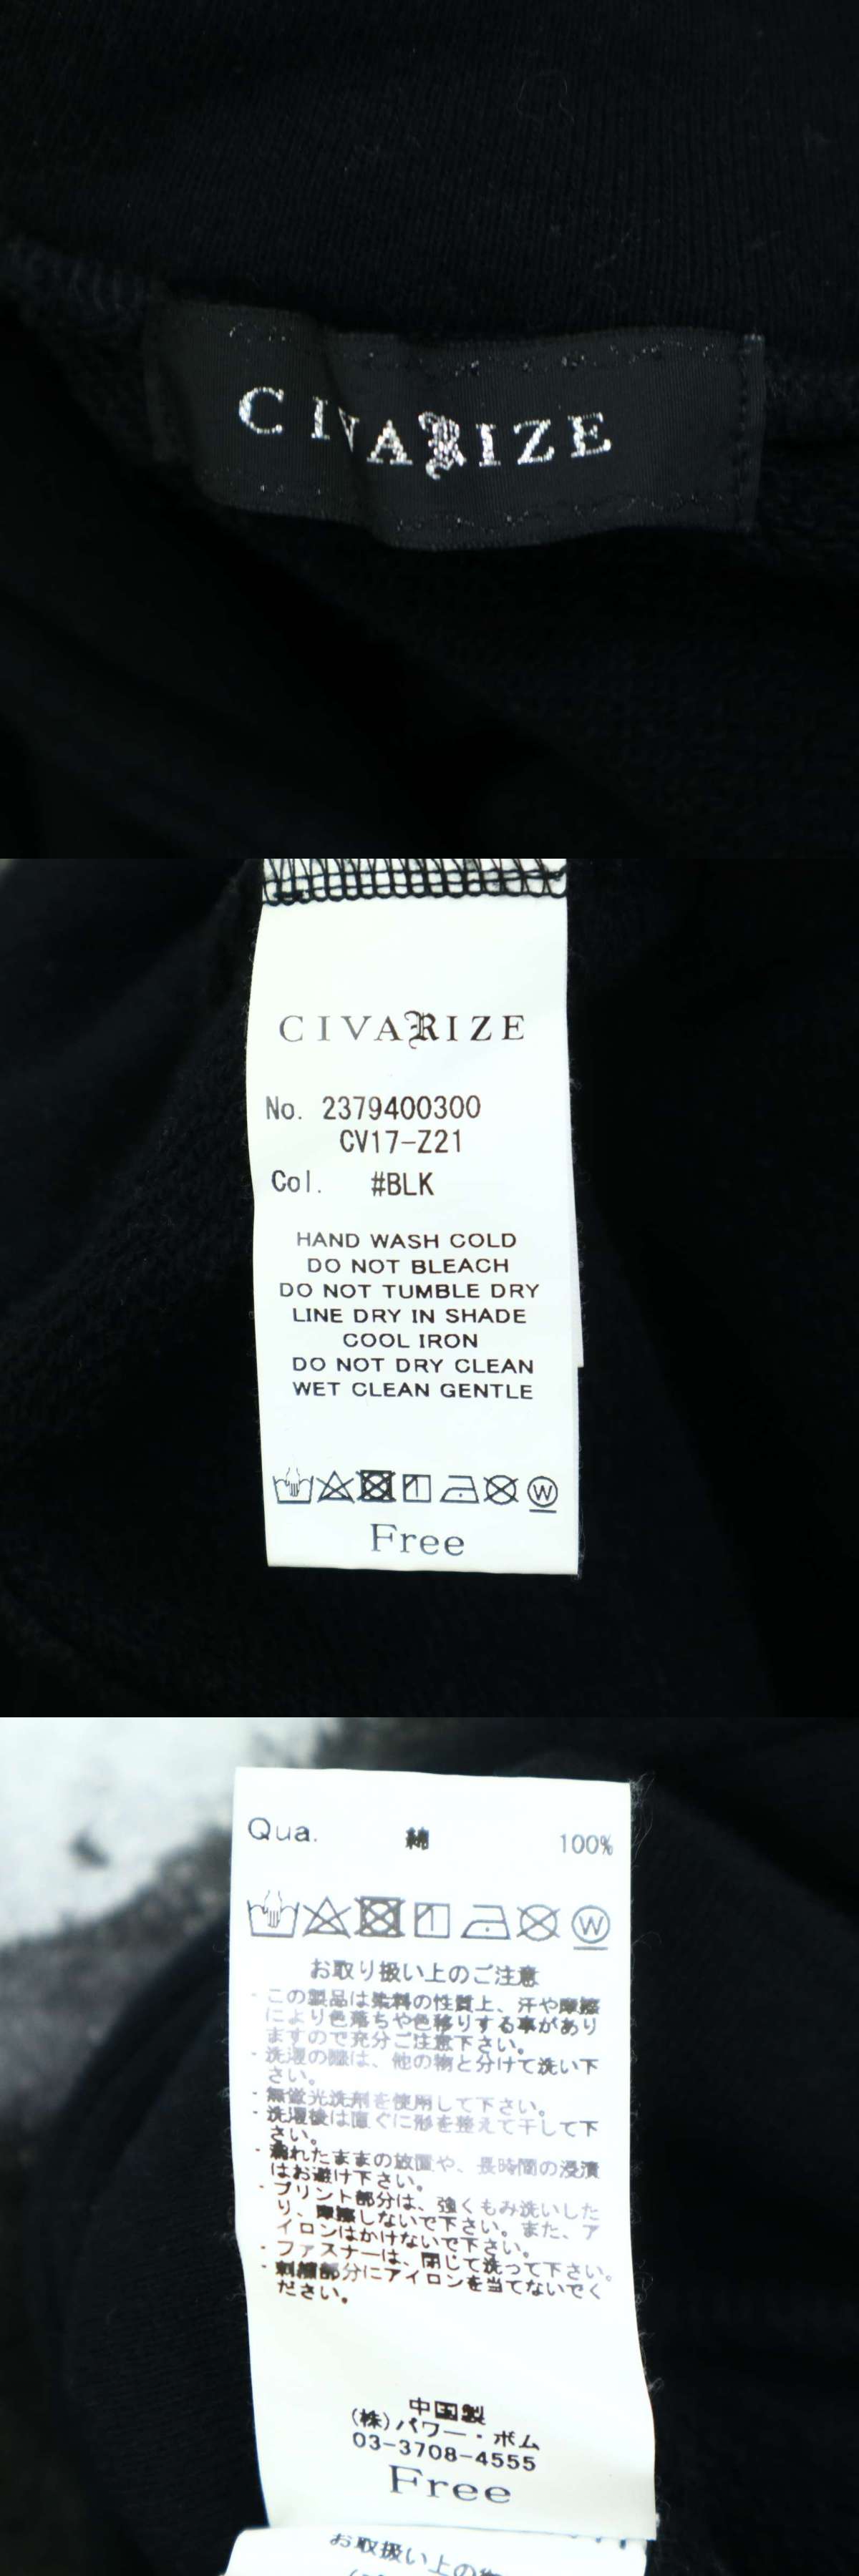 CIVARIZE
CIVARIZE
No. 2379400300
CV17-Z21
Col. #BLK
HAND WASH COLD
DO NOT BLEACH
DO NOT TUMBLE DRY
LINE DRY IN SHADE
COOL IRON
DO NOT DRY CLEAN
WET CLEAN GENTLE
W
Free
Qua. 綿 100%
W
お取り扱い上のご注意
・この製品は染料の性質上、汗や摩擦
により色落ちや色移りする事があり
ますので充分ご注意下さい。
・洗濯の際は、他の物と分けて洗い下
さい。
・無蛍光洗剤を使用して下さい。
・洗濯後は直ぐに形を整えて干して下
さい。
・濡れたままの放置や、長時間の浸漬
はお避け下さい。
・プリント部分は、強くもみ洗いした
り、摩擦しないで下さい。また、ア
イロンはかけないで下さい。
・ファスナーは、閉じて洗って下さい。
・刺繍部分にアイロンを当てないでく
ださい。
中国製
(株)パワー・ボム
03-3708-4555
Free
お取扱い上の